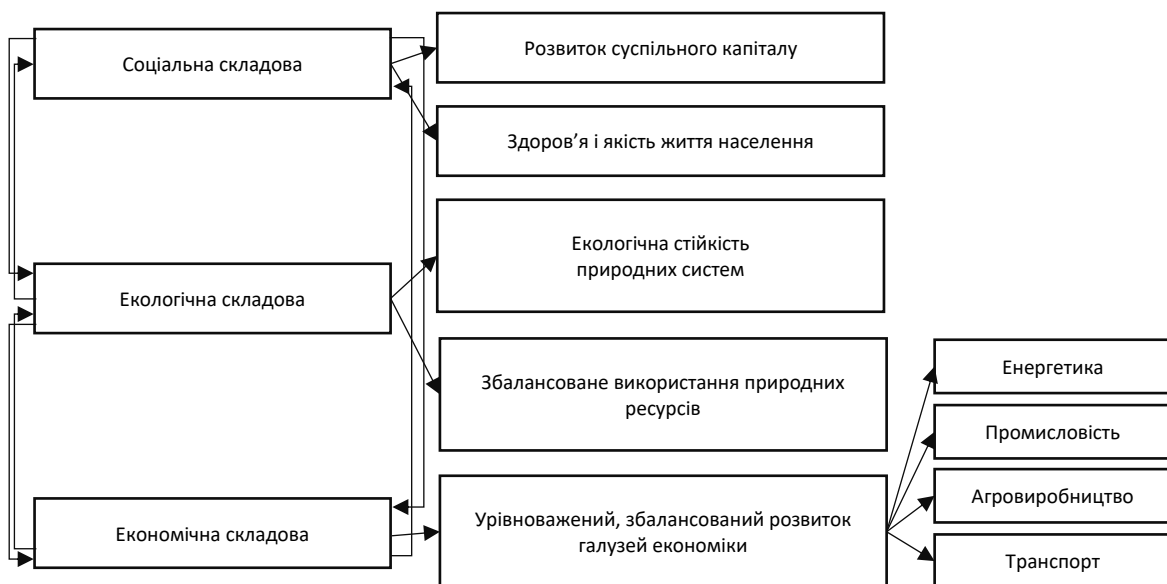 Соціальна складова
Розвиток суспільного капіталу
Здоров’я і якість життя населення
Екологічна складова
Екологічна стійкість
природних систем
Збалансоване використання природних
ресурсів
Економічна складова
Урівноважений, збалансований розвиток
галузей економіки
Енергетика
Промисловість
Агровиробництво
Транспорт